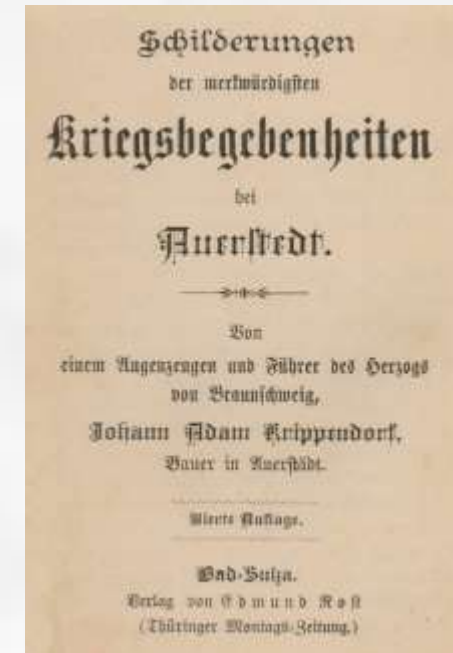 Schilderungen
der merkwürdigsten
Kriegsbegebenheiten
bei
Auerstedt.
Von
einem Augenzeugen und Führer des Herzogs
von Braunschweig,
Johann Adam Krippendorf,
Bauer in Auerstädt.
Vierte Auflage.
Bad-Sulza.
Verlag von Edmund Rost
(Thüringer Montags-Zeitung.)